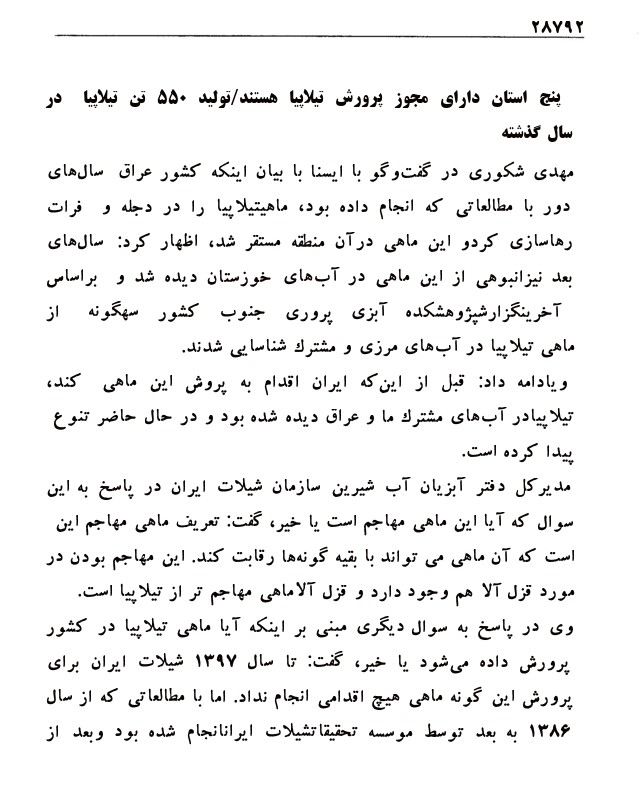 ۲۸۷۹۲
پنج استان دارای مجوز پرورش تیلاپیا هستند/تولید ۵۵۰ تن تیلاپیا در
سال گذشته
مهدی شکوری در گفت‌وگو با ایسنا با بیان اینکه کشور عراق سال‌های
دور با مطالعاتی که انجام داده بود، ماهیتیلاپیا را در دجله و فرات
رهاسازی کردو این ماهی درآن منطقه مستقر شد، اظهار کرد: سال‌های
بعد نیزانبوهی از این ماهی در آب‌های خوزستان دیده شد و براساس
آخرینگزارشپژوهشکده آبزی پروری جنوب کشور سهگونه از
ماهی تیلاپیا در آب‌های مرزی و مشترك شناسایی شدند.
ویادامه داد: قبل از این‌که ایران اقدام به پروش این ماهی کند،
تیلاپیادر آب‌های مشترك ما و عراق دیده شده بود و در حال حاضر تنوع
پیدا کرده است.
مدیرکل دفتر آبزیان آب شیرین سازمان شیلات ایران در پاسخ به این
سوال که آیا این ماهی مهاجم است یا خیر، گفت: تعریف ماهی مهاجم این
است که آن ماهی می تواند با بقیه گونه‌ها رقابت کند. این مهاجم بودن در
مورد قزل آلا هم وجود دارد و قزل آلاماهی مهاجم تر از تیلاپیا است.
وی در پاسخ به سوال دیگری مبنی بر اینکه آیا ماهی تیلاپیا در کشور
پرورش داده می‌شود یا خیر، گفت: تا سال ۱۳۹۷ شیلات ایران برای
پرورش این گونه ماهی هیچ اقدامی انجام نداد. اما با مطالعاتی که از سال
۱۳۸۶ به بعد توسط موسسه تحقیقاتشیلات ایرانانجام شده بود وبعد از